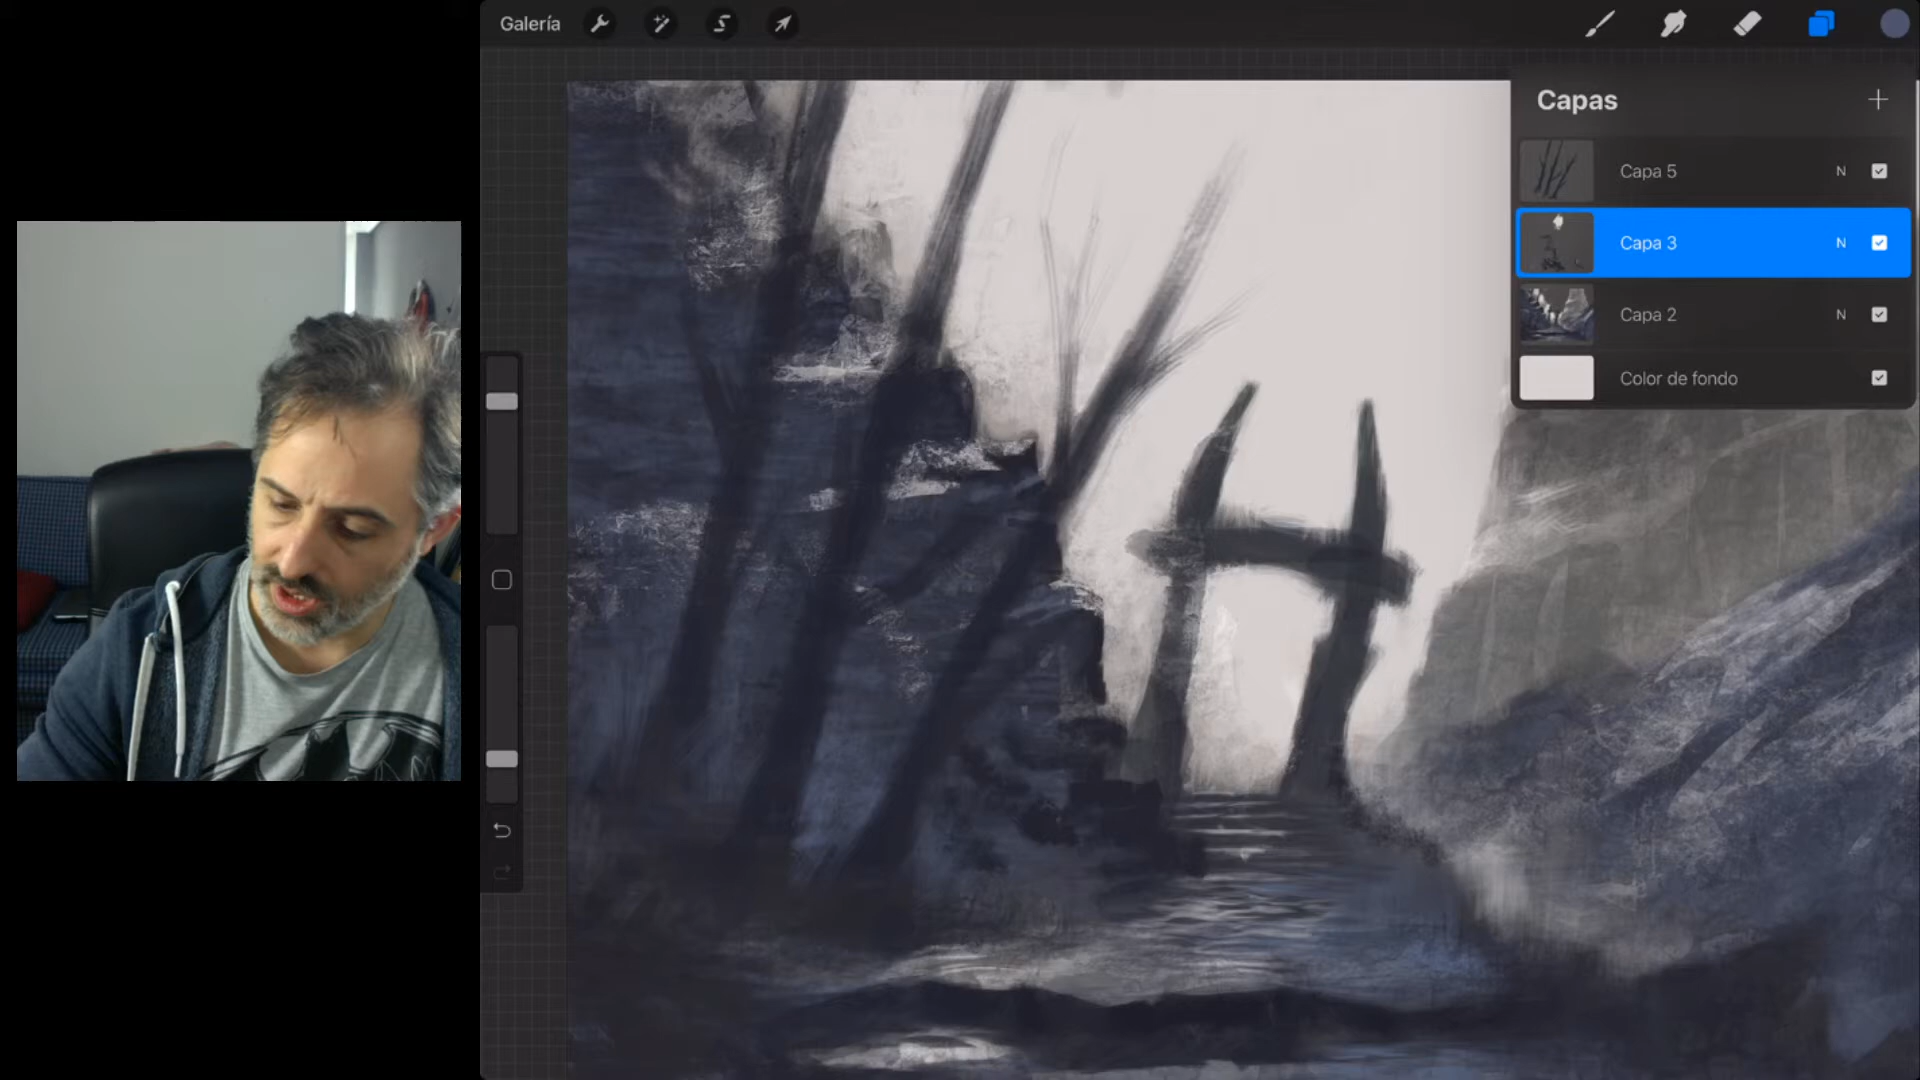 Galería
Capas
Capa 5 N
Capa 3 N
Capa 2 N
Color de fondo